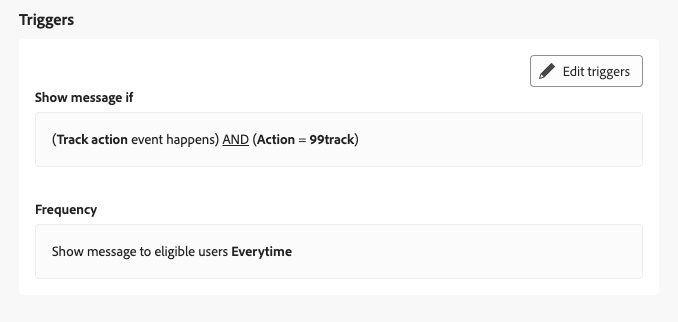 Triggers
Edit triggers
Show message if
(Track action event happens) AND (Action = 99track)
Frequency
Show message to eligible users Everytime